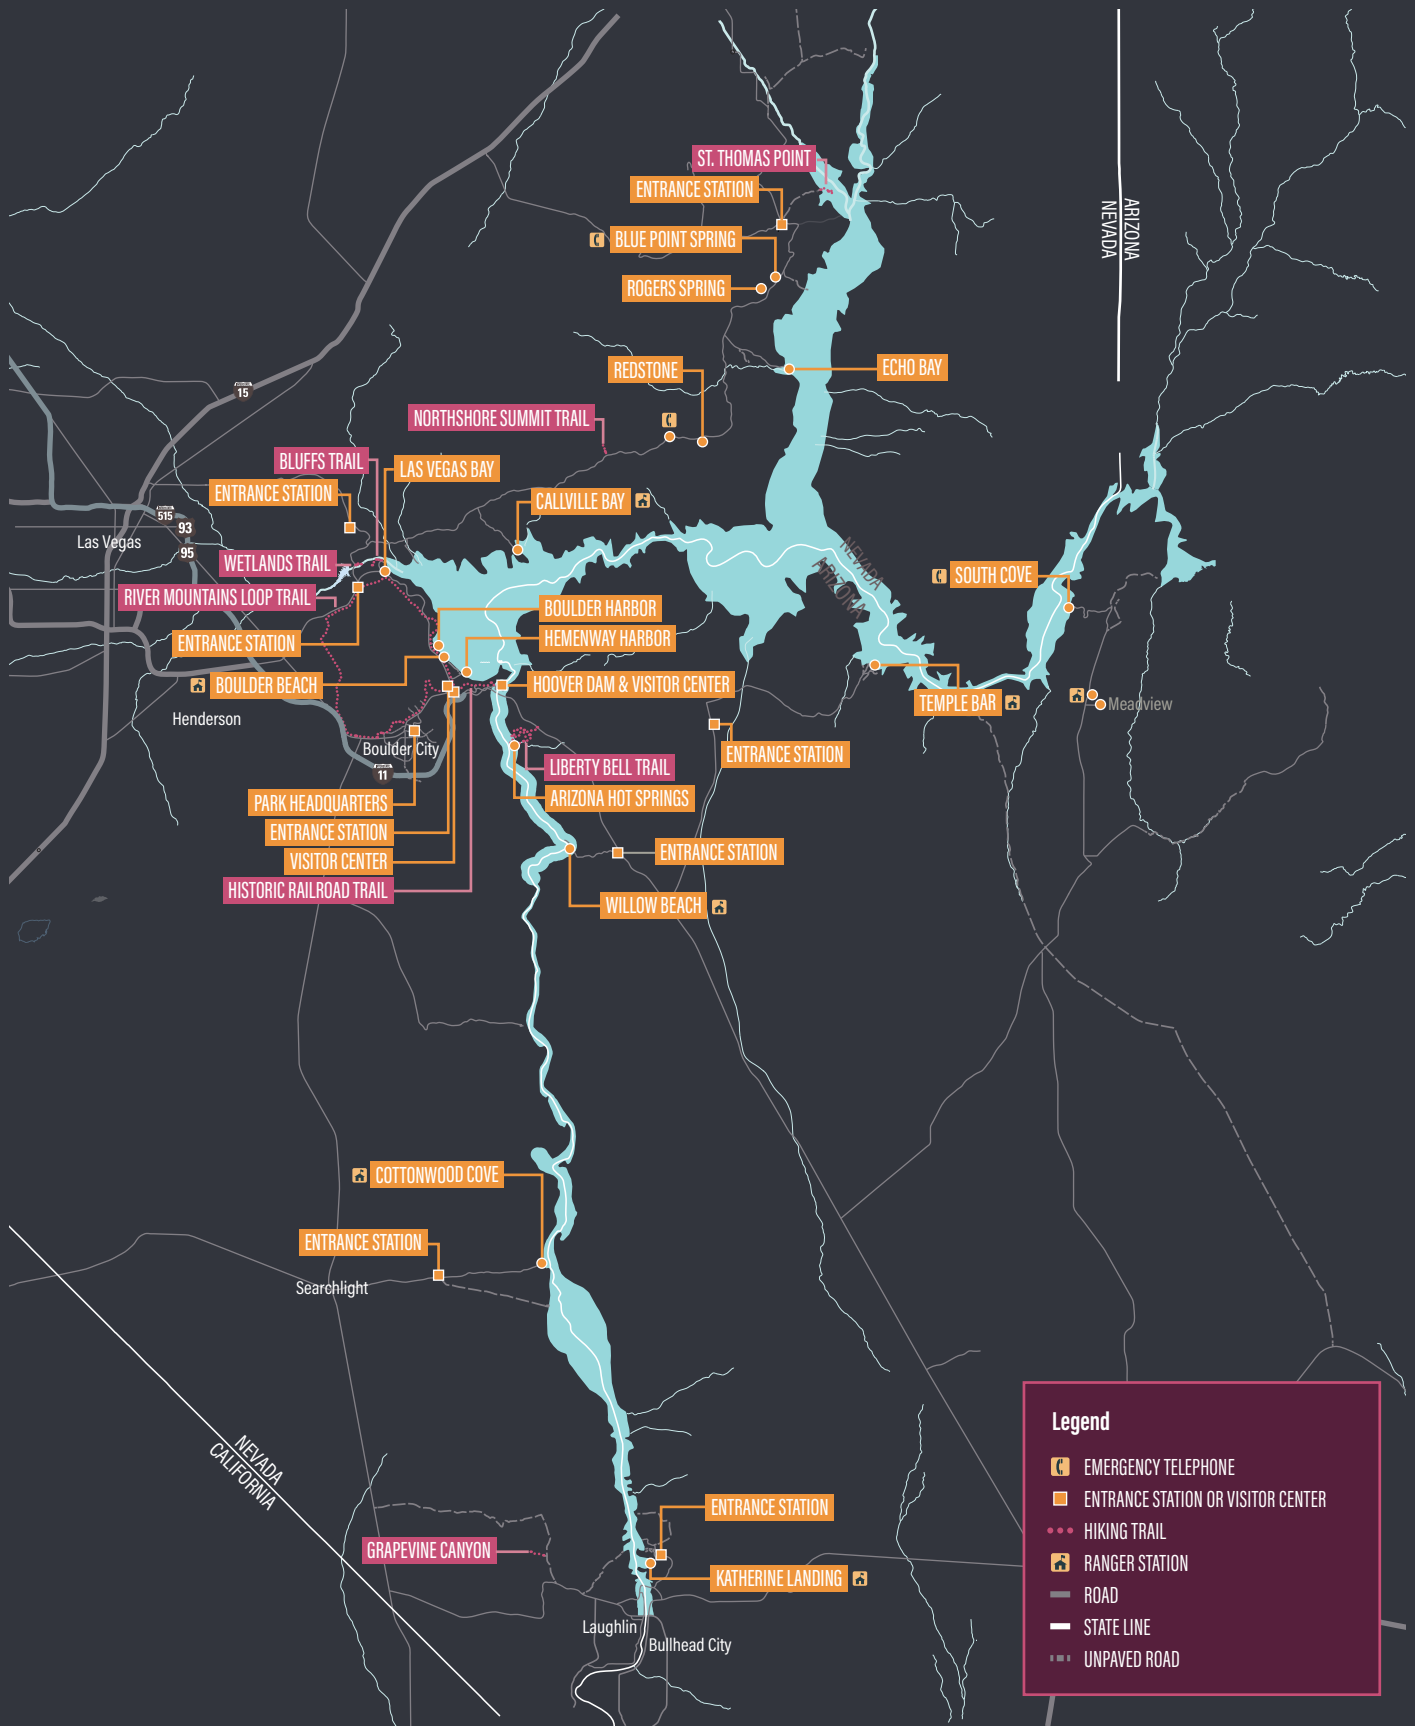 ST. THOMAS POINT
ENTRANCE STATION
BLUE POINT SPRING
ROGERS SPRING
ARIZONA
NEVADA
REDSTONE
ECHO BAY
15
NORTHSHORE SUMMIT TRAIL
BLUFFS TRAIL
LAS VEGAS BAY
ENTRANCE STATION
CALLVILLE BAY
515
93
Las Vegas
95
WETLANDS TRAIL
NEVADA
ARIZONA
SOUTH COVE
RIVER MOUNTAINS LOOP TRAIL
BOULDER HARBOR
ENTRANCE STATION
HEMENWAY HARBOR
BOULDER BEACH
HOOVER DAM & VISITOR CENTER
TEMPLE BAR
Meadview
Henderson
Boulder City
ENTRANCE STATION
11
LIBERTY BELL TRAIL
PARK HEADQUARTERS
ARIZONA HOT SPRINGS
ENTRANCE STATION
VISITOR CENTER
ENTRANCE STATION
HISTORIC RAILROAD TRAIL
WILLOW BEACH
COTTONWOOD COVE
ENTRANCE STATION
Searchlight
NEVADA
CALIFORNIA
ENTRANCE STATION
GRAPEVINE CANYON
KATHERINE LANDING
Laughlin
Bullhead City
Legend
EMERGENCY TELEPHONE
ENTRANCE STATION OR VISITOR CENTER
HIKING TRAIL
RANGER STATION
ROAD
STATE LINE
UNPAVED ROAD